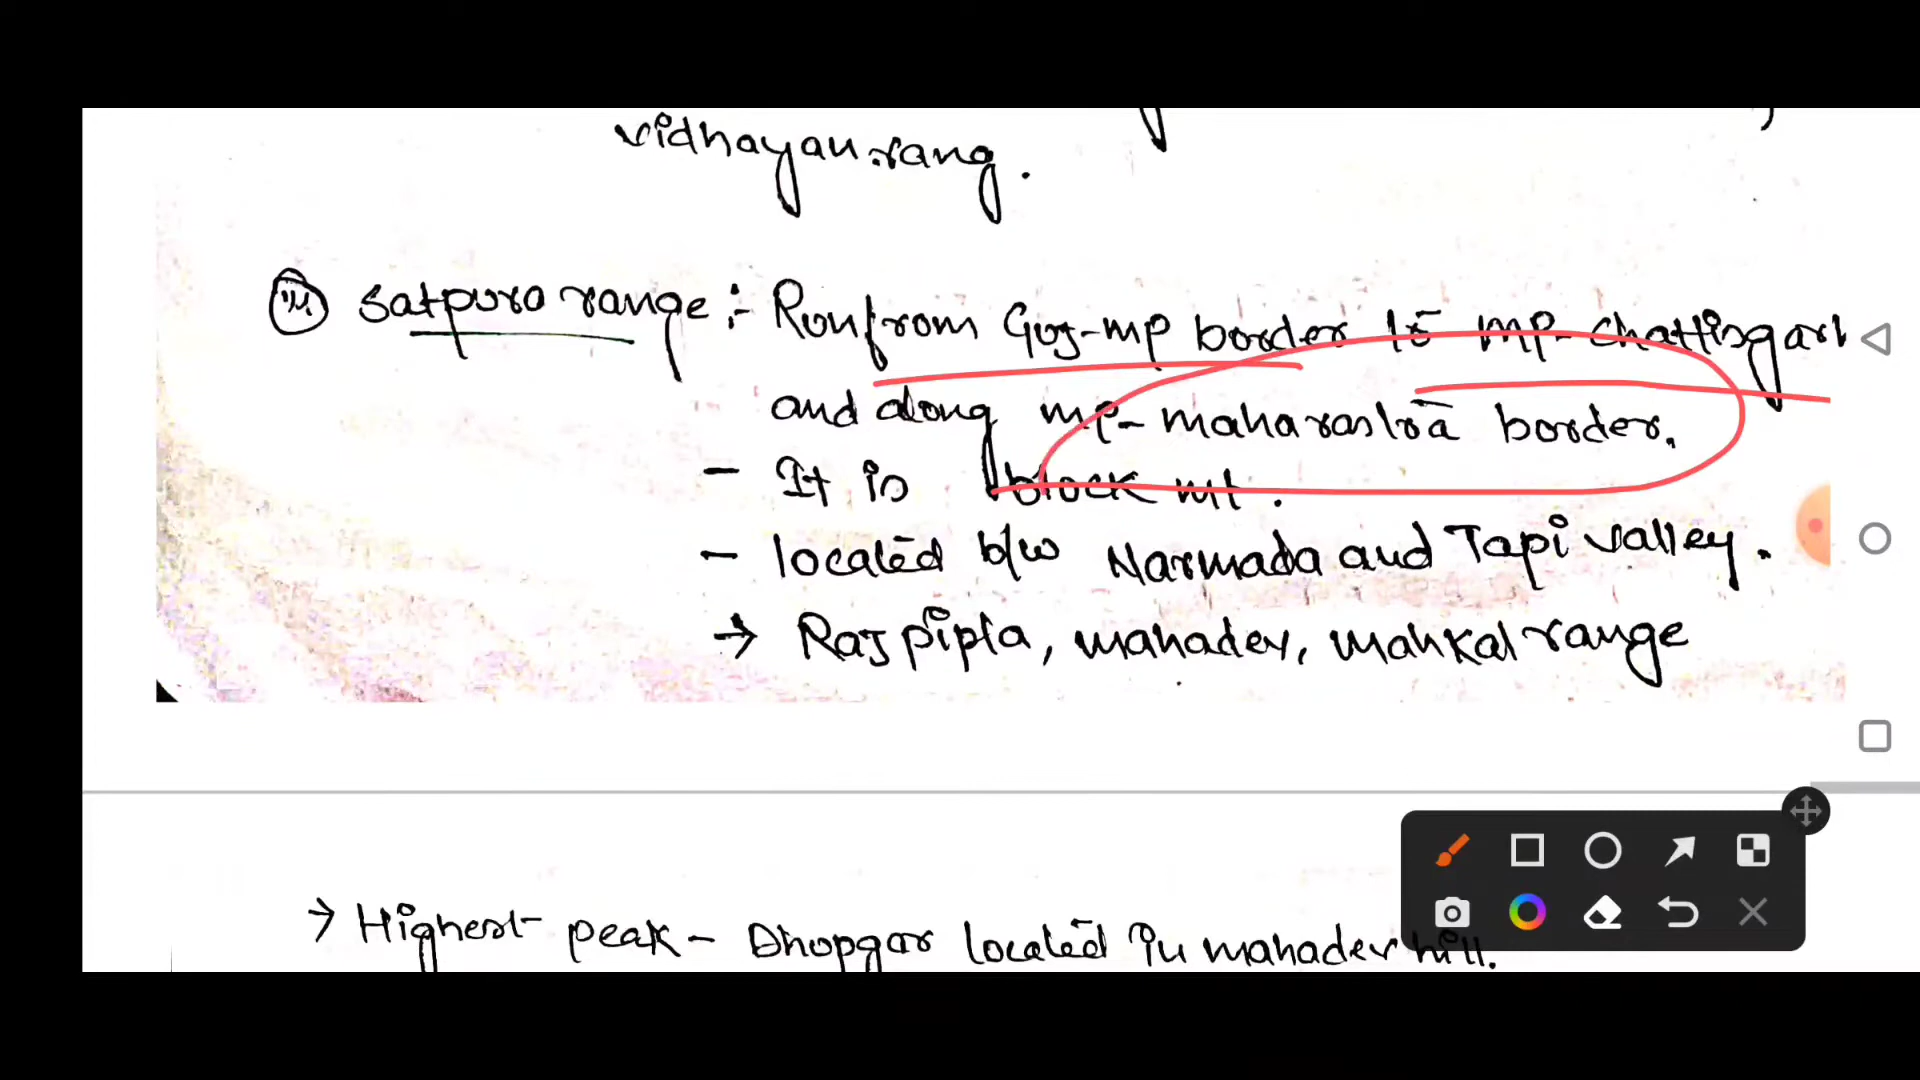 vidhayan rang.
(iii) Satpura range :- Run from Guj-MP border to MP-Chattisgarh
and along MP-maharastra border.
- It is block mt.
- located b/w Narmada and Tapi valley.
→ Rajpipla, mahadev, mahkal range
→ Highest peak - Dhopgar located in mahadev hill.